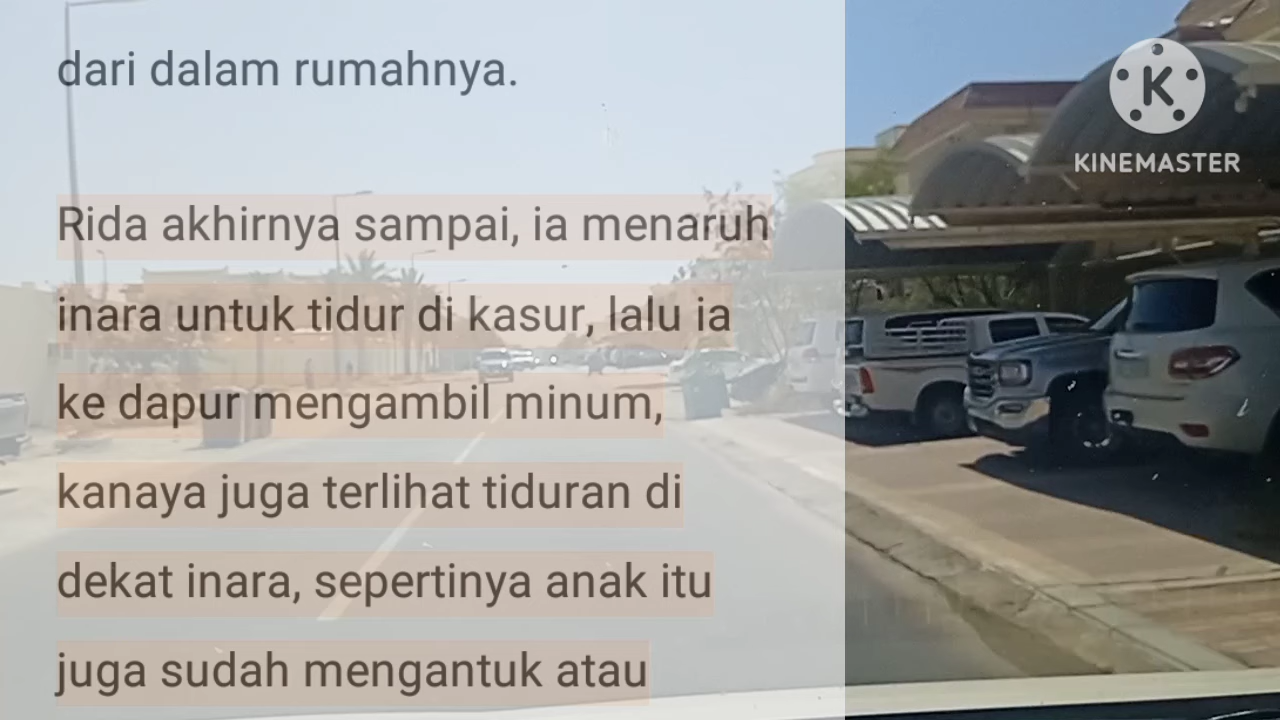 dari dalam rumahnya.
Rida akhirnya sampai, ia menaruh
inara untuk tidur di kasur, lalu ia
ke dapur mengambil minum,
kanaya juga terlihat tiduran di
dekat inara, sepertinya anak itu
juga sudah mengantuk atau
K
KINEMASTER